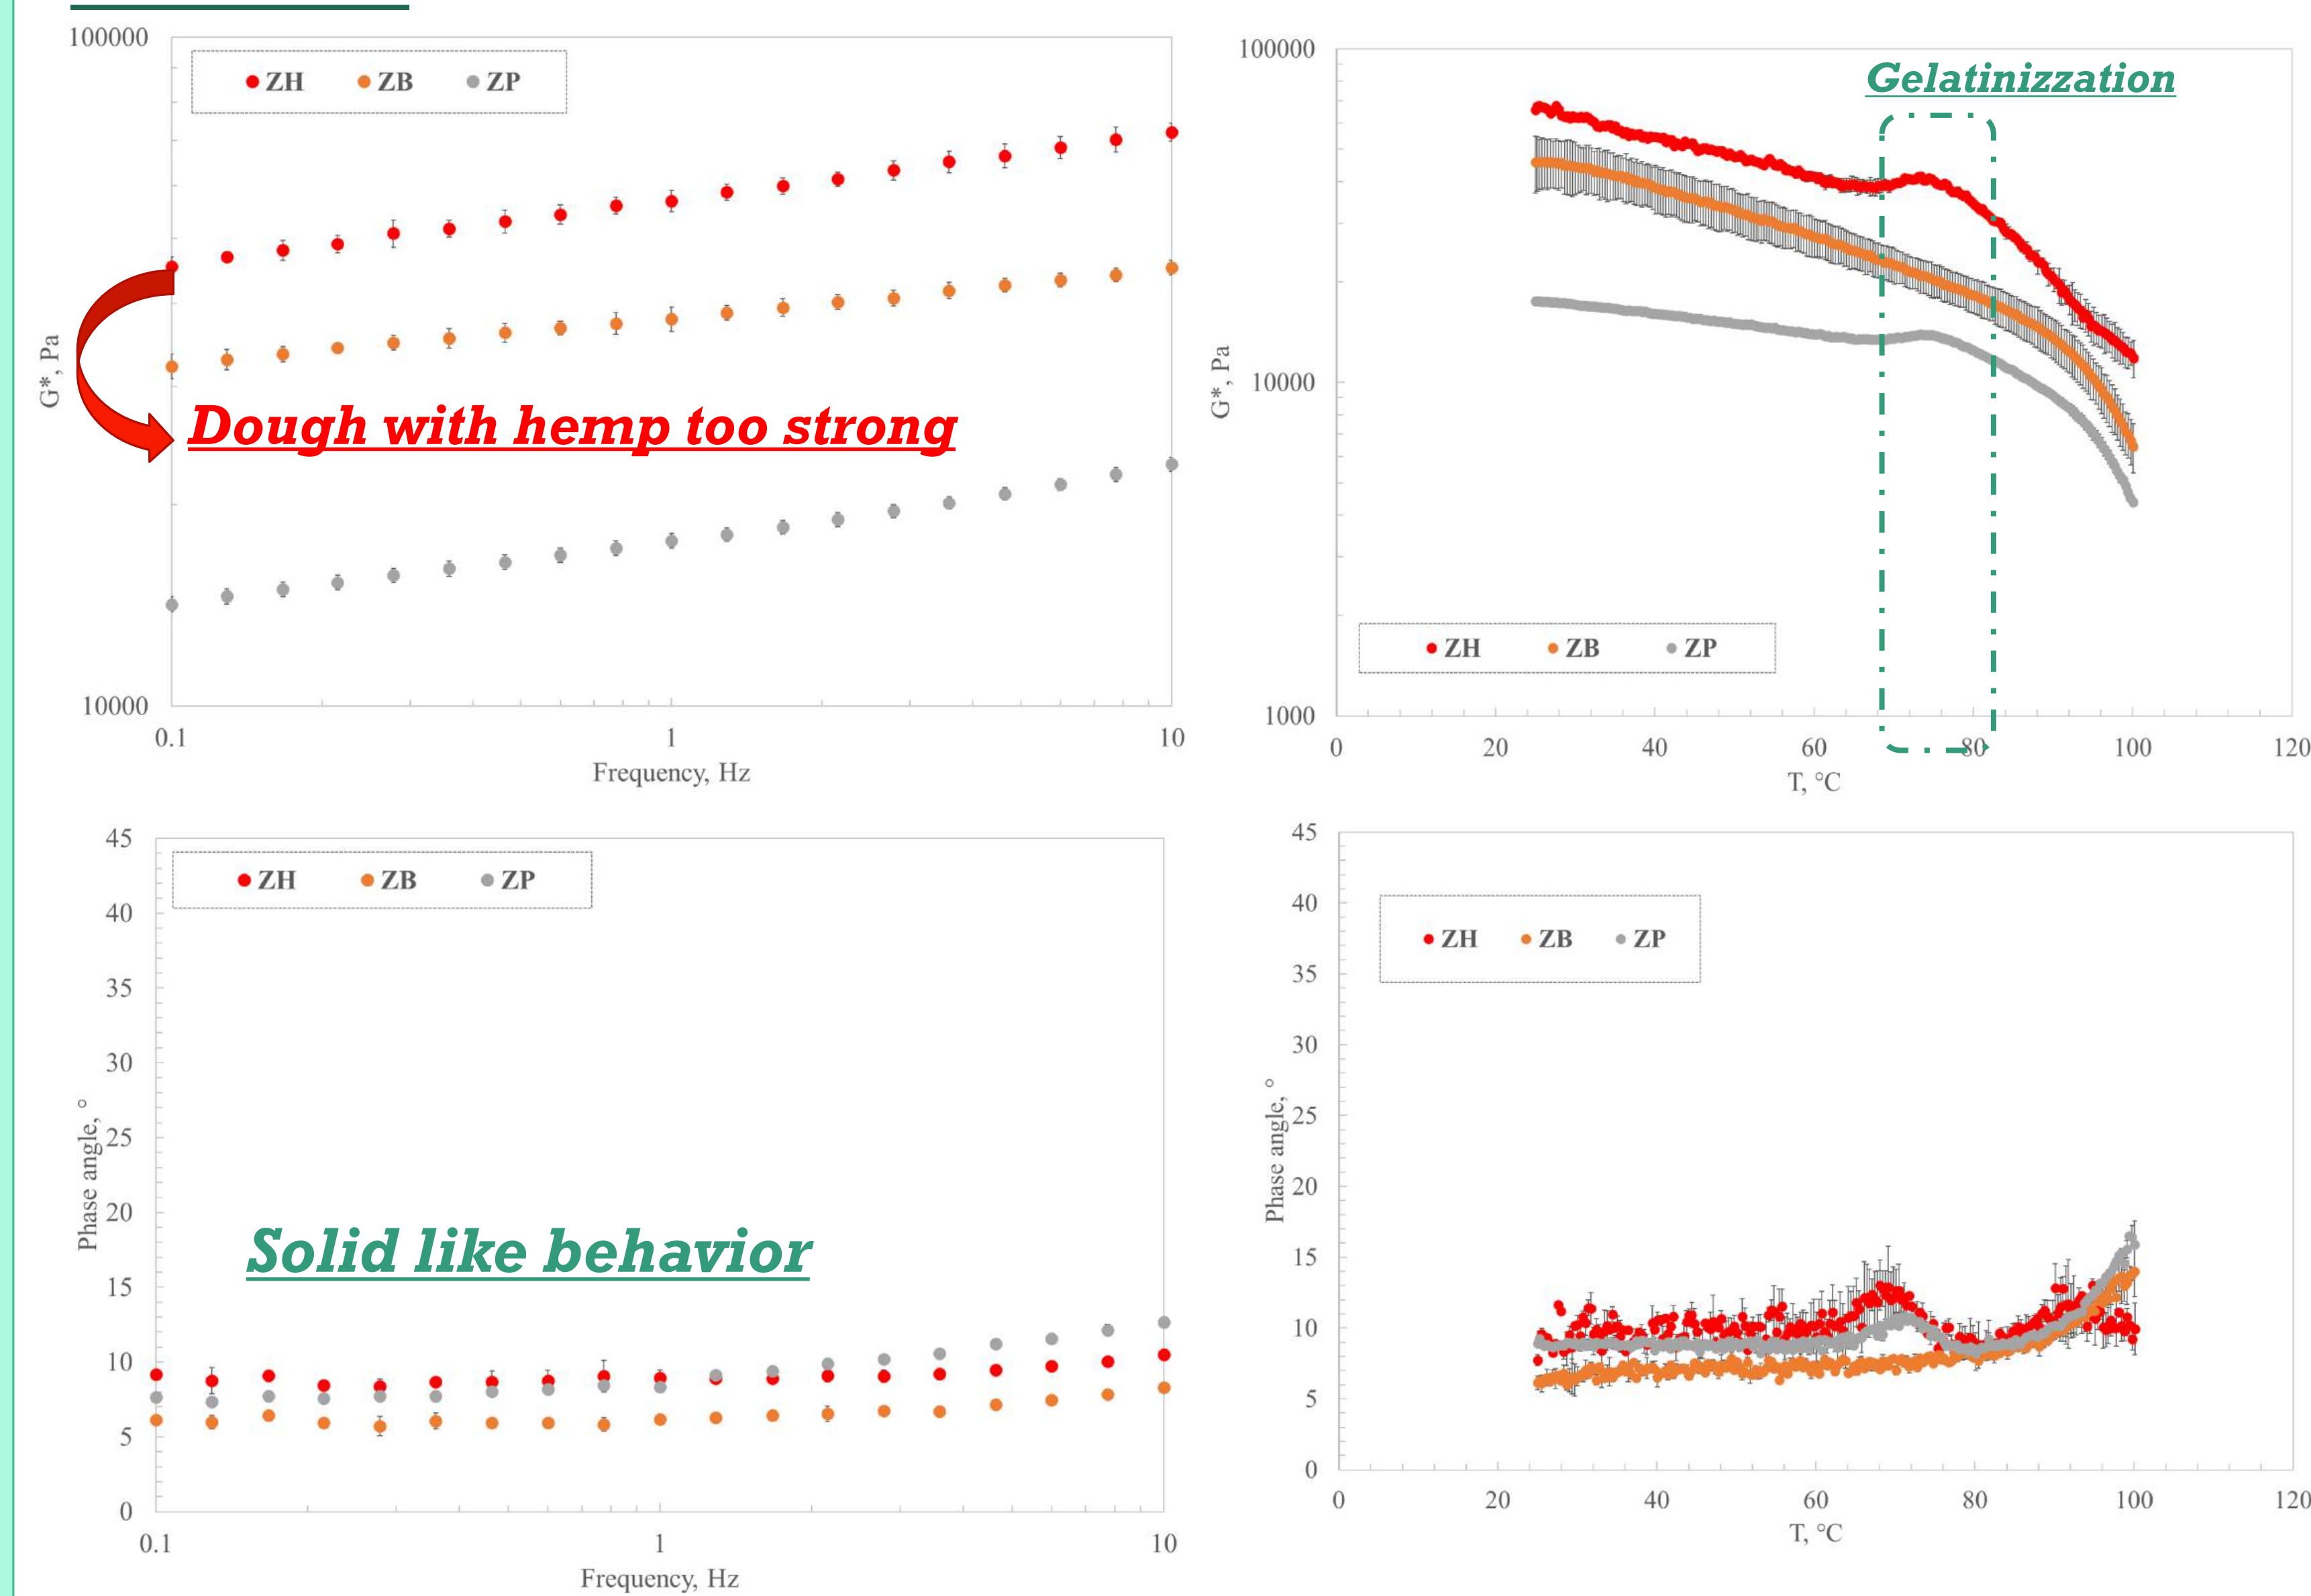 100000
ZH ZB ZP
G*, Pa
Dough with hemp too strong
10000
0.1 1 10
Frequency, Hz
100000
Gelatinizzation
G*, Pa
10000
ZH ZB ZP
1000
0 20 40 60 80 100 120
T, °C
45
ZH ZB ZP
40
35
30
Phase angle, °
25
20
Solid like behavior
15
10
5
0
0.1 1 10
Frequency, Hz
45
40
ZH ZB ZP
35
30
Phase angle, °
25
20
15
10
5
0
0 20 40 60 80 100 120
T, °C